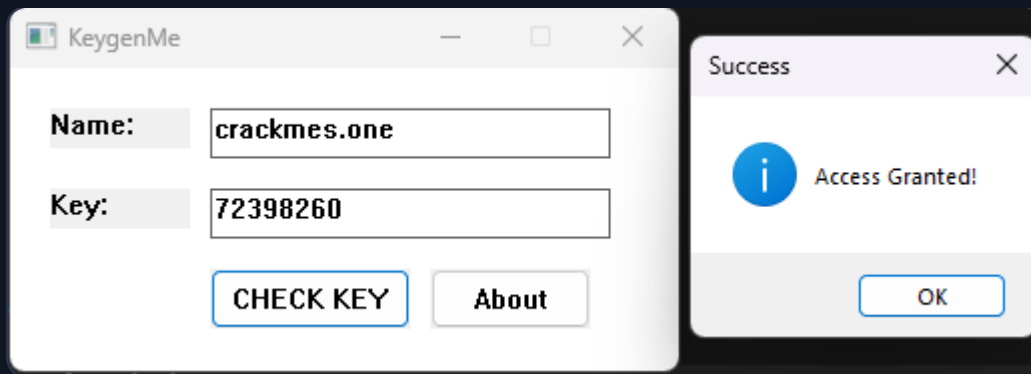 KeygenMe
Name:
crackmes.one
Key:
72398260
CHECK KEY
About
Success
Access Granted!
OK